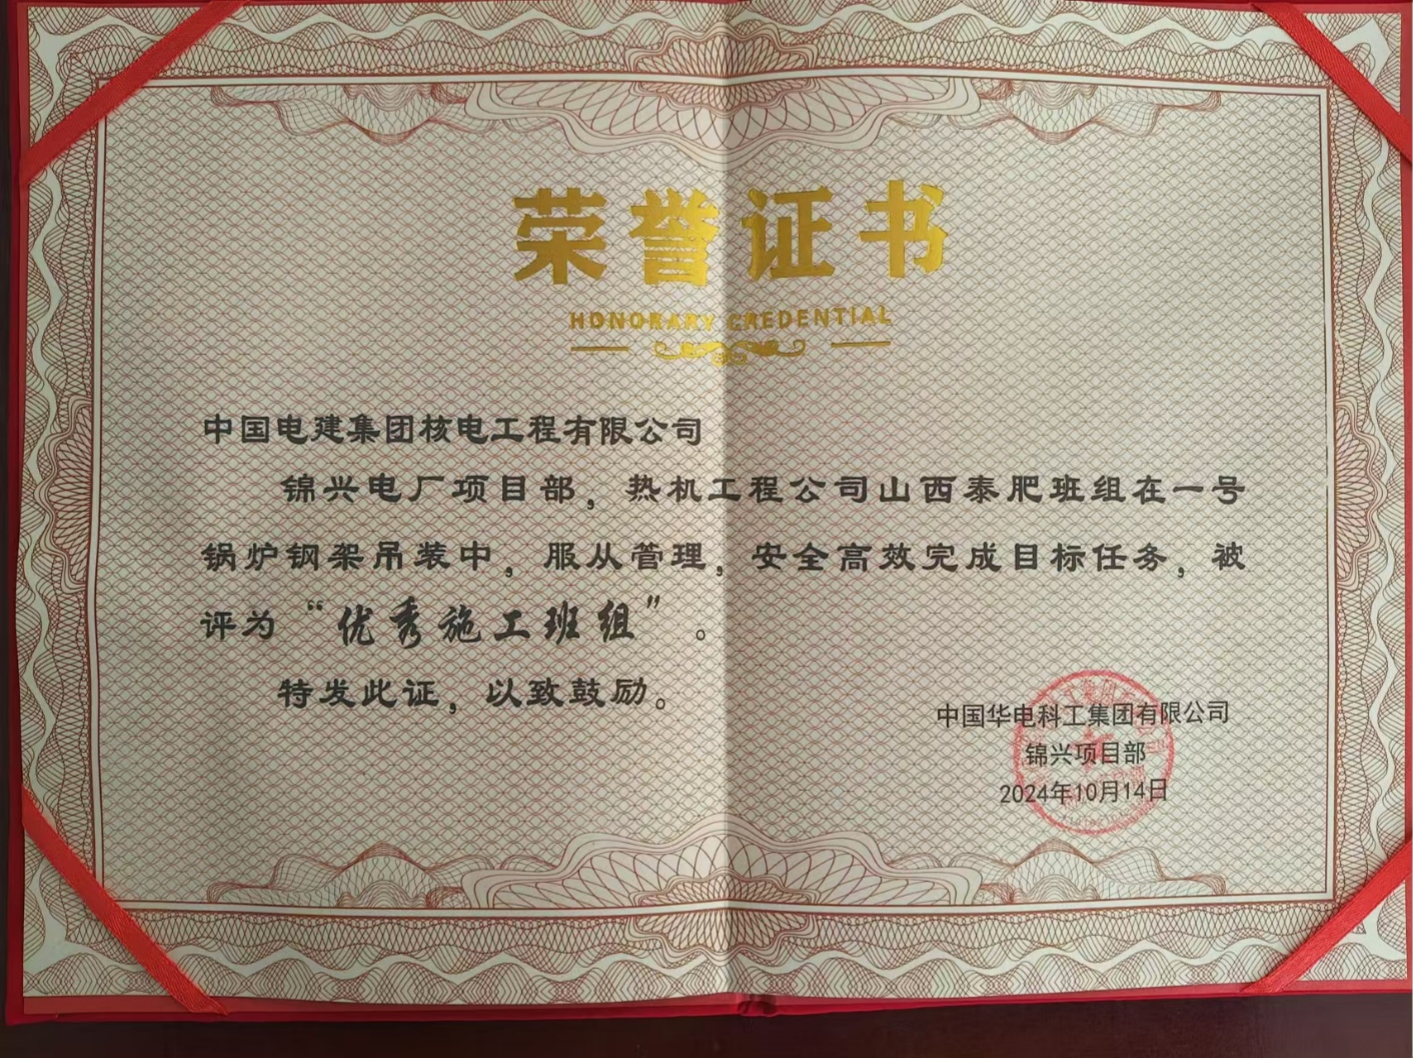 荣誉证书
HONORARY CREDENTIAL
中国电建集团核电工程有限公司
锦兴电厂项目部，热机工程公司山西泰肥班组在一号
锅炉钢架吊装中，服从管理，安全高效完成目标任务，被
评为“优秀施工班组”。
特发此证，以致鼓励。
中国华电科工集团有限公司
锦兴项目部
2024年10月14日